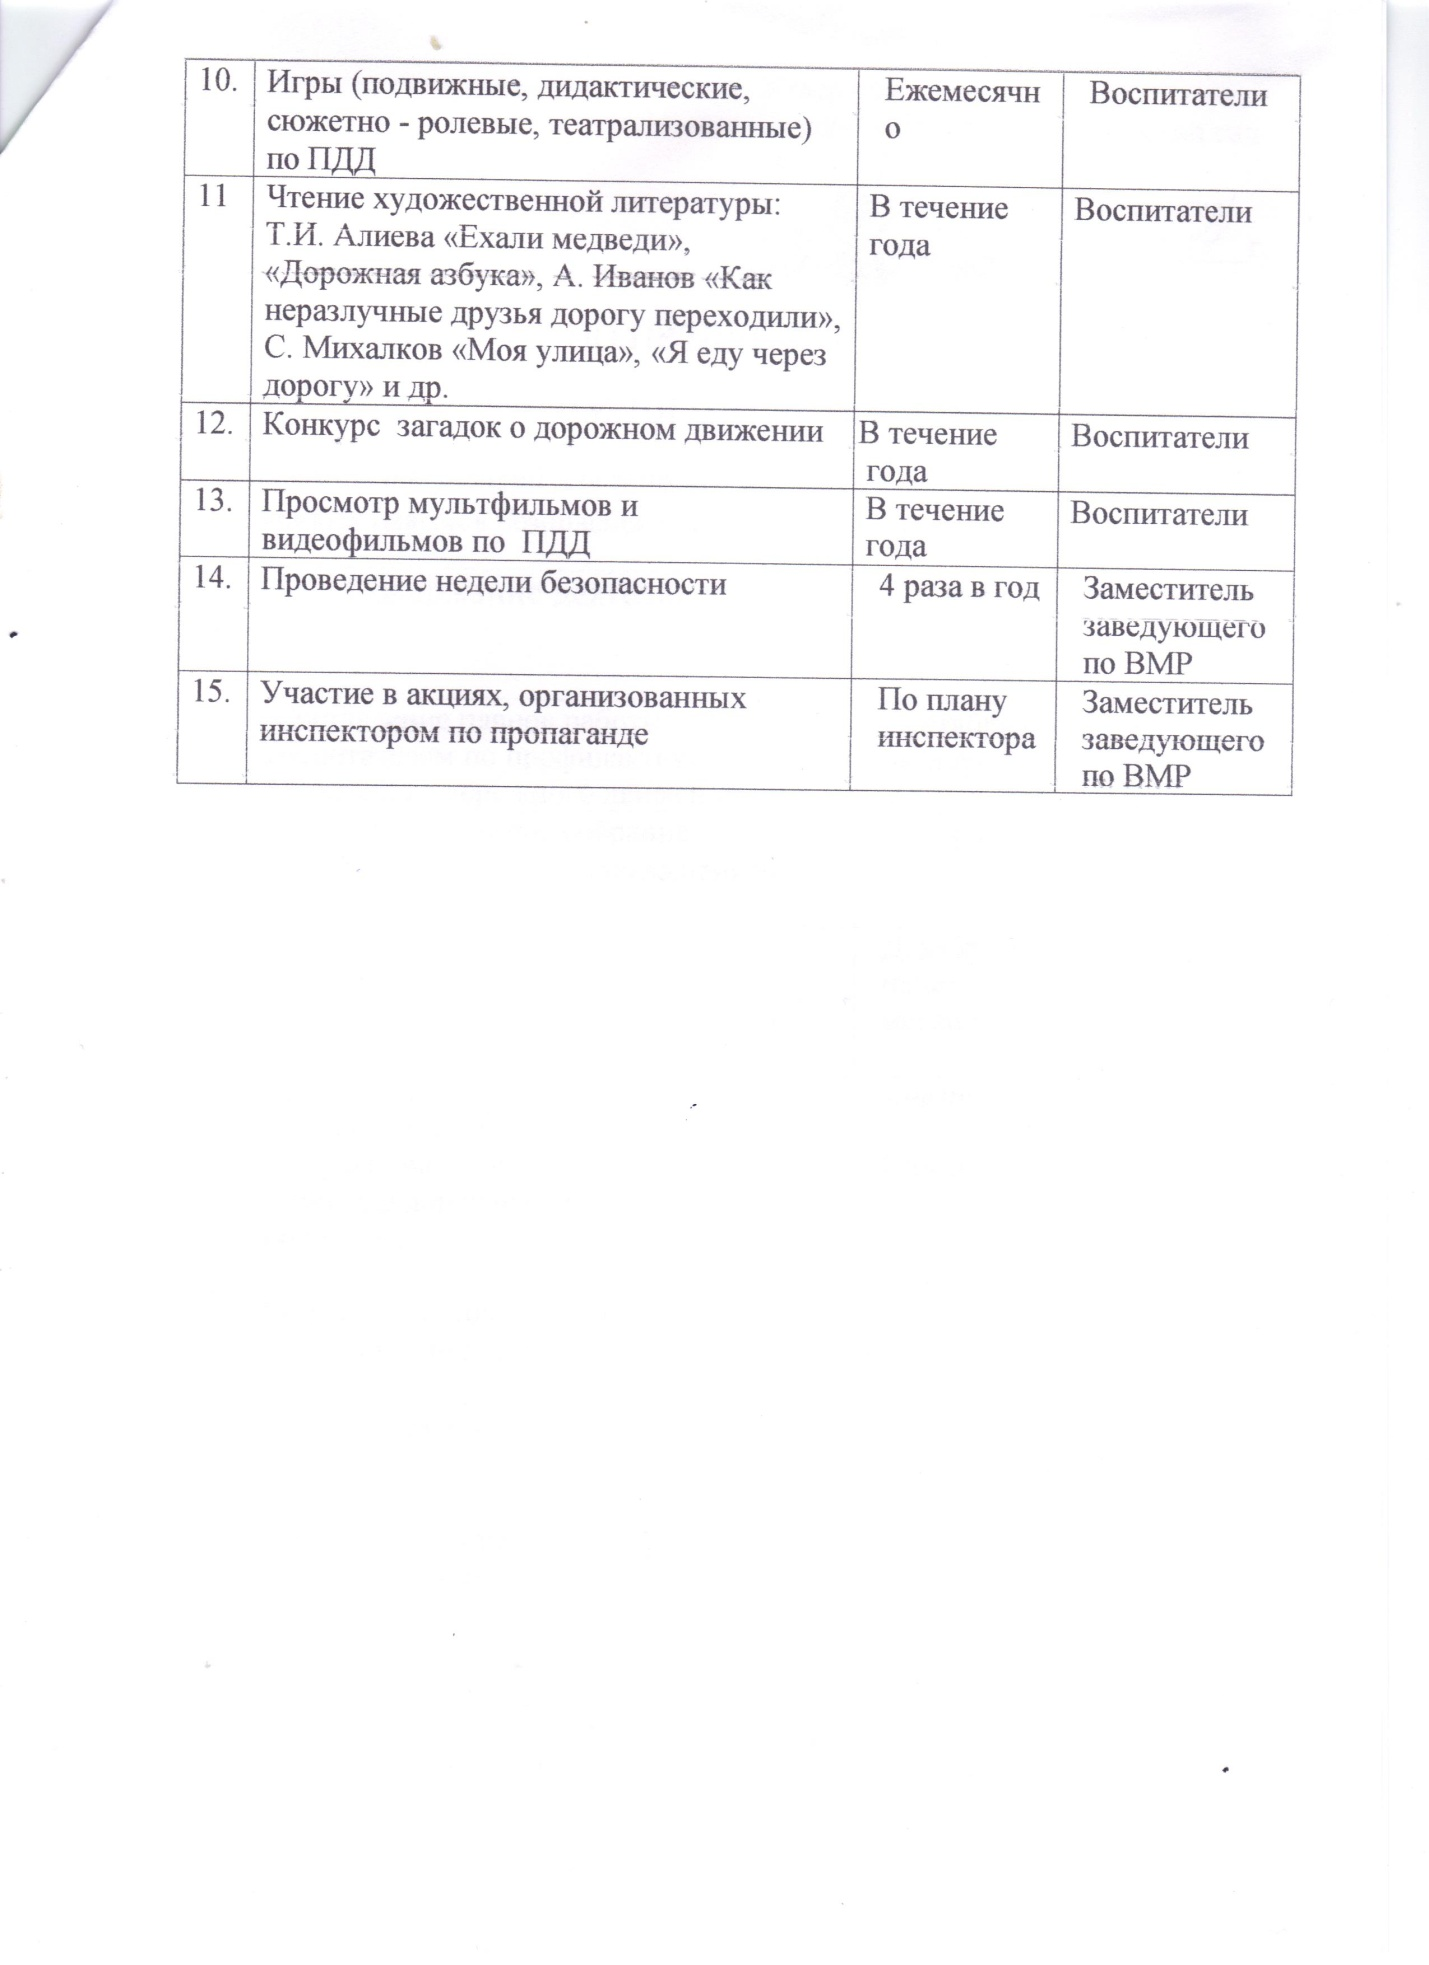 10. Игры (подвижные, дидактические, Ежемесячн Воспитатели
сюжетно - ролевые, театрализованные) о
по ПДД
11 Чтение художественной литературы: В течение Воспитатели
Т.И. Алиева «Ехали медведи», года
«Дорожная азбука», А. Иванов «Как
неразлучные друзья дорогу переходили»,
С. Михалков «Моя улица», «Я еду через
дорогу» и др.
12. Конкурс загадок о дорожном движении В течение Воспитатели
года
13. Просмотр мультфильмов и В течение Воспитатели
видеофильмов по ПДД года
14. Проведение недели безопасности 4 раза в год Заместитель
заведующего
по ВМР
15. Участие в акциях, организованных По плану Заместитель
инспектором по пропаганде инспектора заведующего
по ВМР